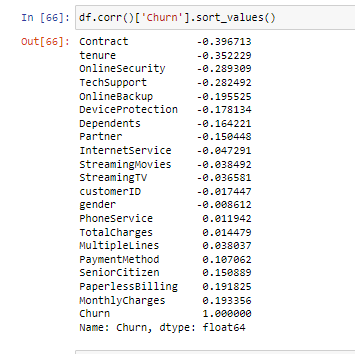 In [66]: df.corr()['Churn'].sort_values()
Out[66]: Contract -0.396713
tenure -0.352229
OnlineSecurity -0.289309
TechSupport -0.282492
OnlineBackup -0.195525
DeviceProtection -0.178134
Dependents -0.164221
Partner -0.150448
InternetService -0.047291
StreamingMovies -0.038492
StreamingTV -0.036581
customerID -0.017447
gender -0.008612
PhoneService 0.011942
TotalCharges 0.014479
MultipleLines 0.038037
PaymentMethod 0.107062
SeniorCitizen 0.150889
PaperlessBilling 0.191825
MonthlyCharges 0.193356
Churn 1.000000
Name: Churn, dtype: float64